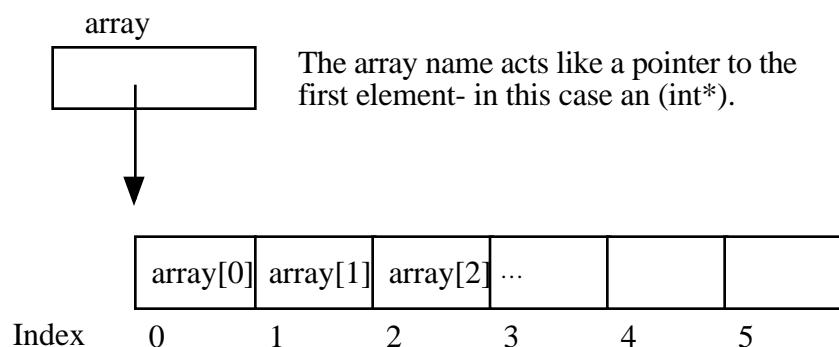 array
The array name acts like a pointer to the
first element- in this case an (int*).
array[0] array[1] array[2] ...
Index 0 1 2 3 4 5